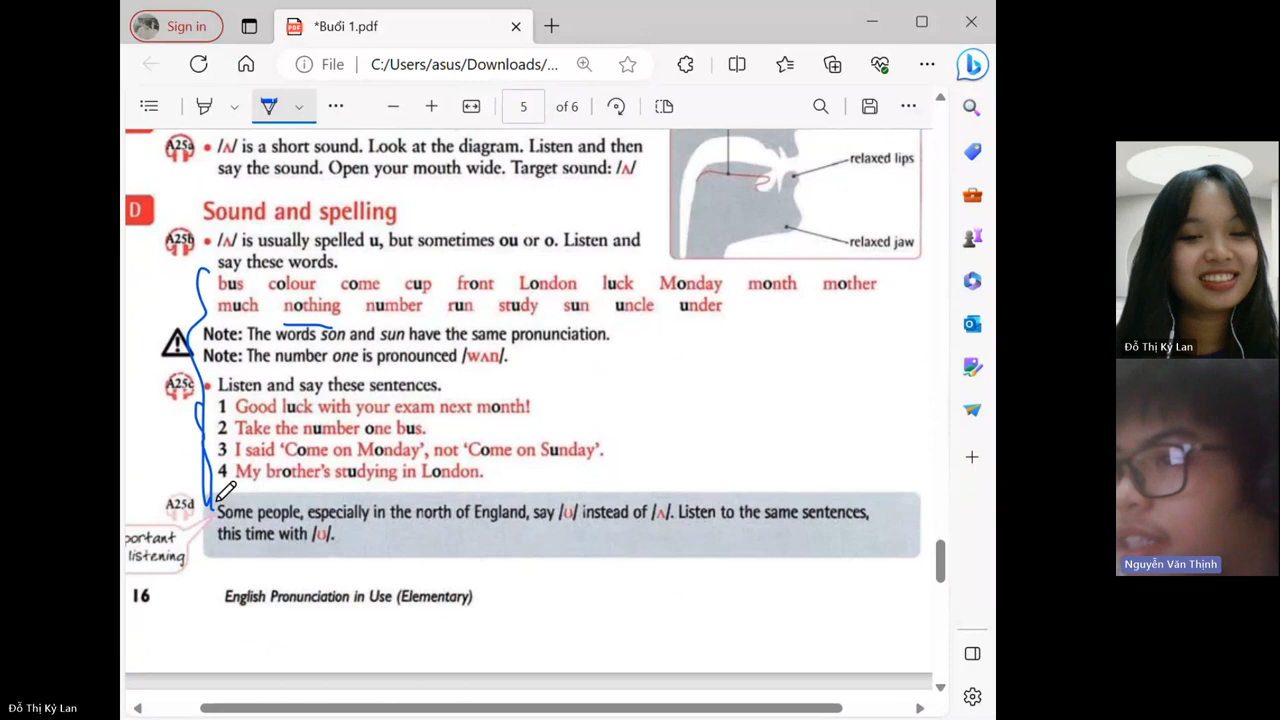 Sign in
*Buổi 1.pdf
File
C:/Users/asus/Downloads/...
5
of 6
A25a
• /ʌ/ is a short sound. Look at the diagram. Listen and then
say the sound. Open your mouth wide. Target sound: /ʌ/
relaxed lips
relaxed jaw
D
Sound and spelling
A25b
• /ʌ/ is usually spelled u, but sometimes ou or o. Listen and
say these words.
bus colour come cup front London luck Monday month mother
much nothing number run study sun uncle under
Note: The words son and sun have the same pronunciation.
Note: The number one is pronounced /wʌn/.
A25c
• Listen and say these sentences.
1 Good luck with your exam next month!
2 Take the number one bus.
3 I said ‘Come on Monday’, not ‘Come on Sunday’.
4 My brother’s studying in London.
A25d
Some people, especially in the north of England, say /ʊ/ instead of /ʌ/. Listen to the same sentences,
this time with /ʊ/.
portant
listening
16
English Pronunciation in Use (Elementary)
Đỗ Thị Kỳ Lan
Nguyễn Văn Thịnh
Đỗ Thị Kỳ Lan